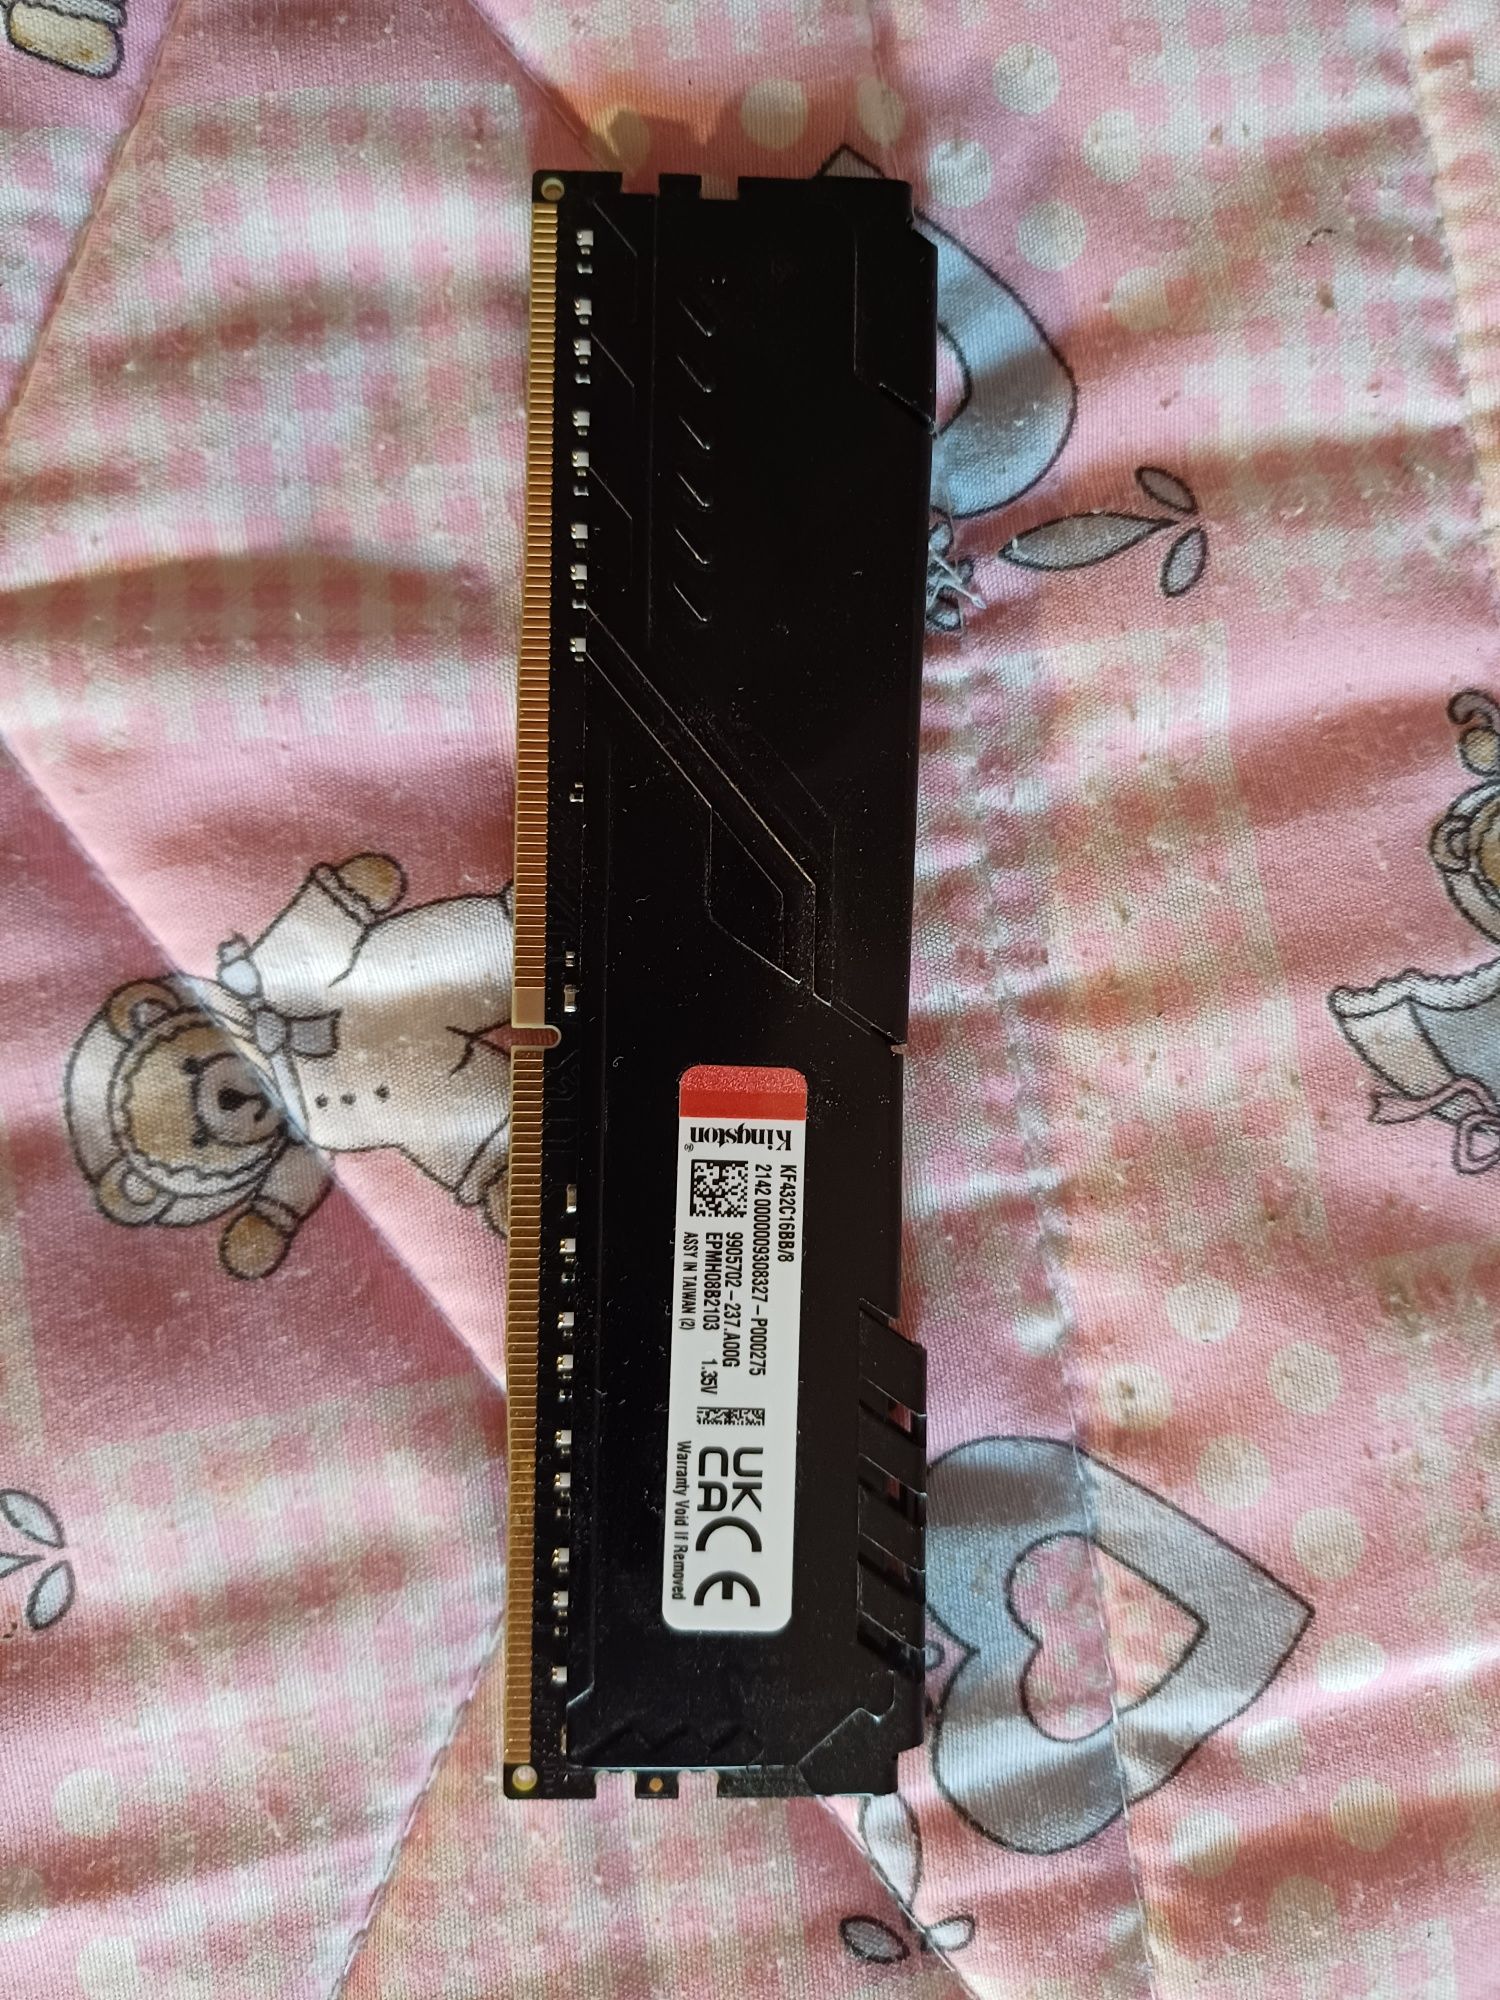 Kingston®
KF432C16BB/8
2142 0000009308327 - P000275
9905702 - 237.A00G
EPMH08B2103 1.35V
ASSY IN TAIWAN (2)
UK
CA
CE
Warranty Void If Removed